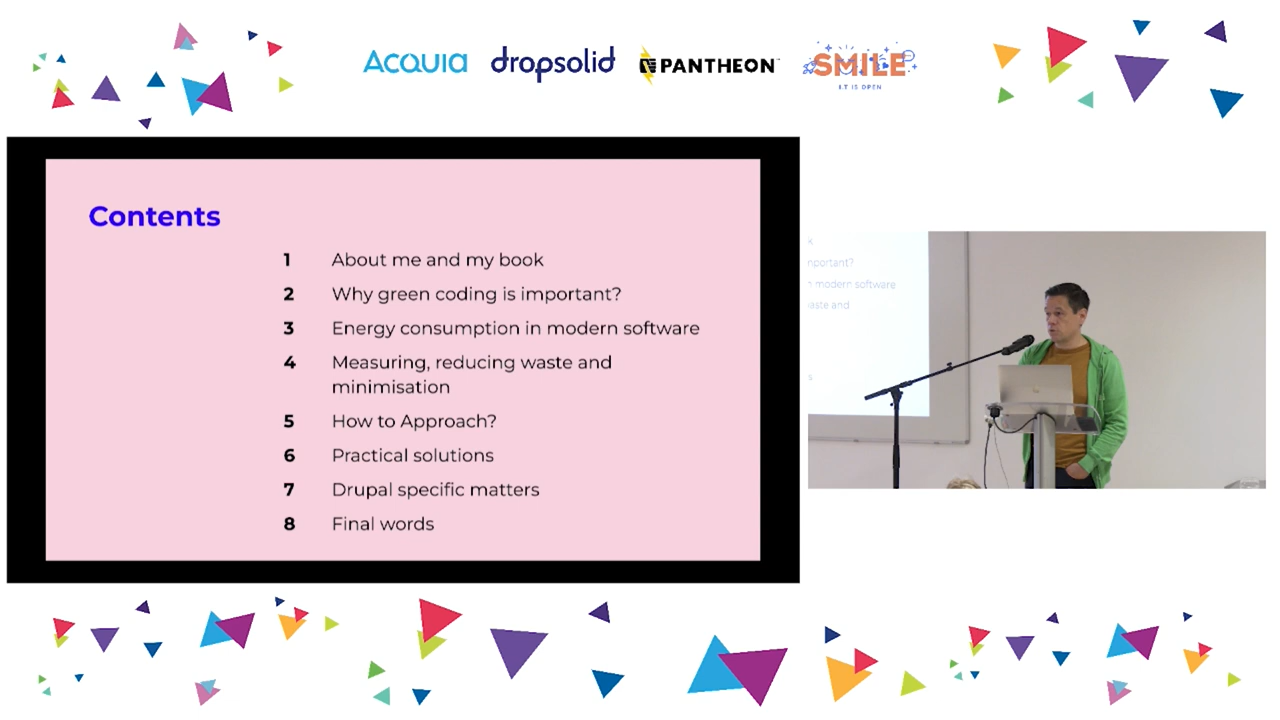 Acquia
dropsolid
PANTHEON
SMILE
I.T IS OPEN
Contents
1 About me and my book
2 Why green coding is important?
3 Energy consumption in modern software
4 Measuring, reducing waste and
minimisation
5 How to Approach?
6 Practical solutions
7 Drupal specific matters
8 Final words
modern software